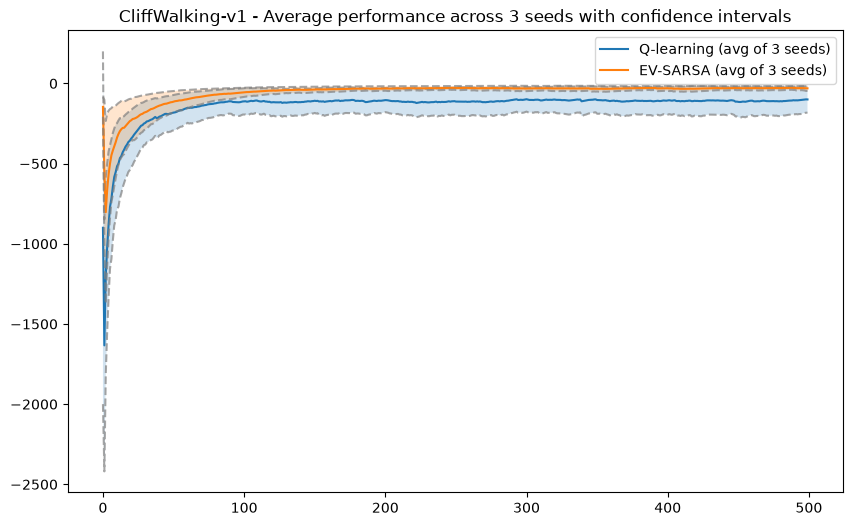 CliffWalking-v1 - Average performance across 3 seeds with confidence intervals
Q-learning (avg of 3 seeds)
EV-SARSA (avg of 3 seeds)
0
−500
−1000
−1500
−2000
−2500
0 100 200 300 400 500